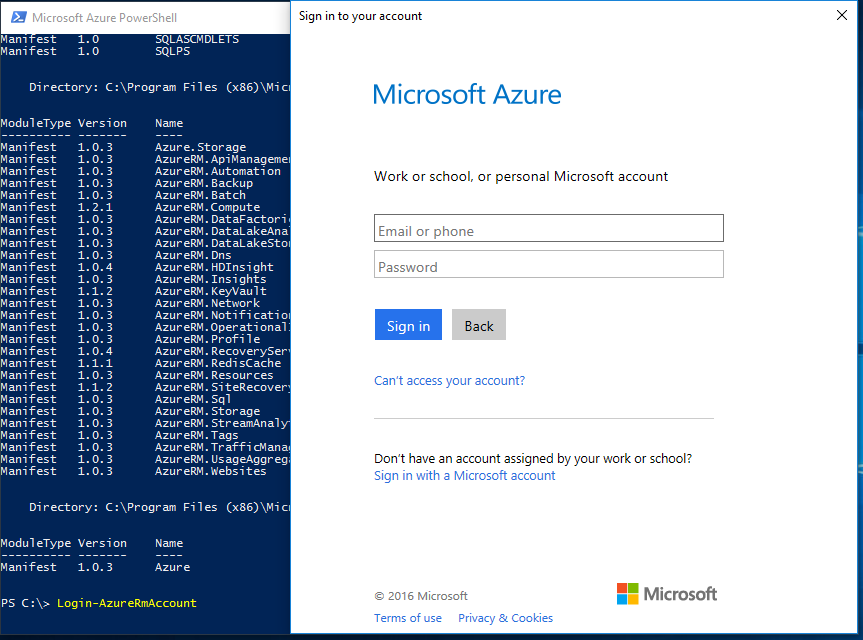 Microsoft Azure PowerShell
Manifest 1.0 SQLASCMDLETS
Manifest 1.0 SQLPS
Directory: C:\Program Files (x86)\Mic
ModuleType Version Name
---------- ------- ----
Manifest 1.0.3 Azure.Storage
Manifest 1.0.3 AzureRM.ApiManageme
Manifest 1.0.3 AzureRM.Automation
Manifest 1.0.3 AzureRM.Backup
Manifest 1.0.3 AzureRM.Batch
Manifest 1.2.1 AzureRM.Compute
Manifest 1.0.3 AzureRM.DataFactorie
Manifest 1.0.3 AzureRM.DataLakeAnal
Manifest 1.0.3 AzureRM.DataLakeStor
Manifest 1.0.3 AzureRM.Dns
Manifest 1.0.4 AzureRM.HDInsight
Manifest 1.0.3 AzureRM.Insights
Manifest 1.1.2 AzureRM.KeyVault
Manifest 1.0.3 AzureRM.Network
Manifest 1.0.3 AzureRM.Notification
Manifest 1.0.3 AzureRM.OperationalI
Manifest 1.0.3 AzureRM.Profile
Manifest 1.0.4 AzureRM.RecoveryServ
Manifest 1.1.1 AzureRM.RedisCache
Manifest 1.0.3 AzureRM.Resources
Manifest 1.1.2 AzureRM.SiteRecovery
Manifest 1.0.3 AzureRM.Sql
Manifest 1.0.3 AzureRM.Storage
Manifest 1.0.3 AzureRM.StreamAnalyt
Manifest 1.0.3 AzureRM.Tags
Manifest 1.0.3 AzureRM.TrafficManag
Manifest 1.0.3 AzureRM.UsageAggrega
Manifest 1.0.3 AzureRM.Websites
Directory: C:\Program Files (x86)\Mic
ModuleType Version Name
---------- ------- ----
Manifest 1.0.3 Azure
PS C:\> Login-AzureRmAccount
Sign in to your account
Microsoft Azure
Work or school, or personal Microsoft account
Email or phone
Password
Sign in Back
Can't access your account?
Don't have an account assigned by your work or school?
Sign in with a Microsoft account
© 2016 Microsoft
Microsoft
Terms of use Privacy & Cookies